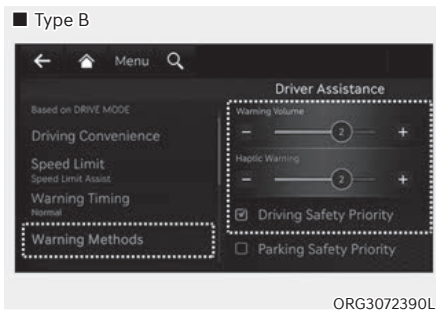 ■ Type B
Menu
Driver Assistance
Based on DRIVE MODE
Driving Convenience
Speed Limit
Speed Limit Assist
Warning Timing
Normal
Warning Methods
Warning Volume
− 2 +
Haptic Warning
− 2 +
Driving Safety Priority
Parking Safety Priority
ORG3072390L